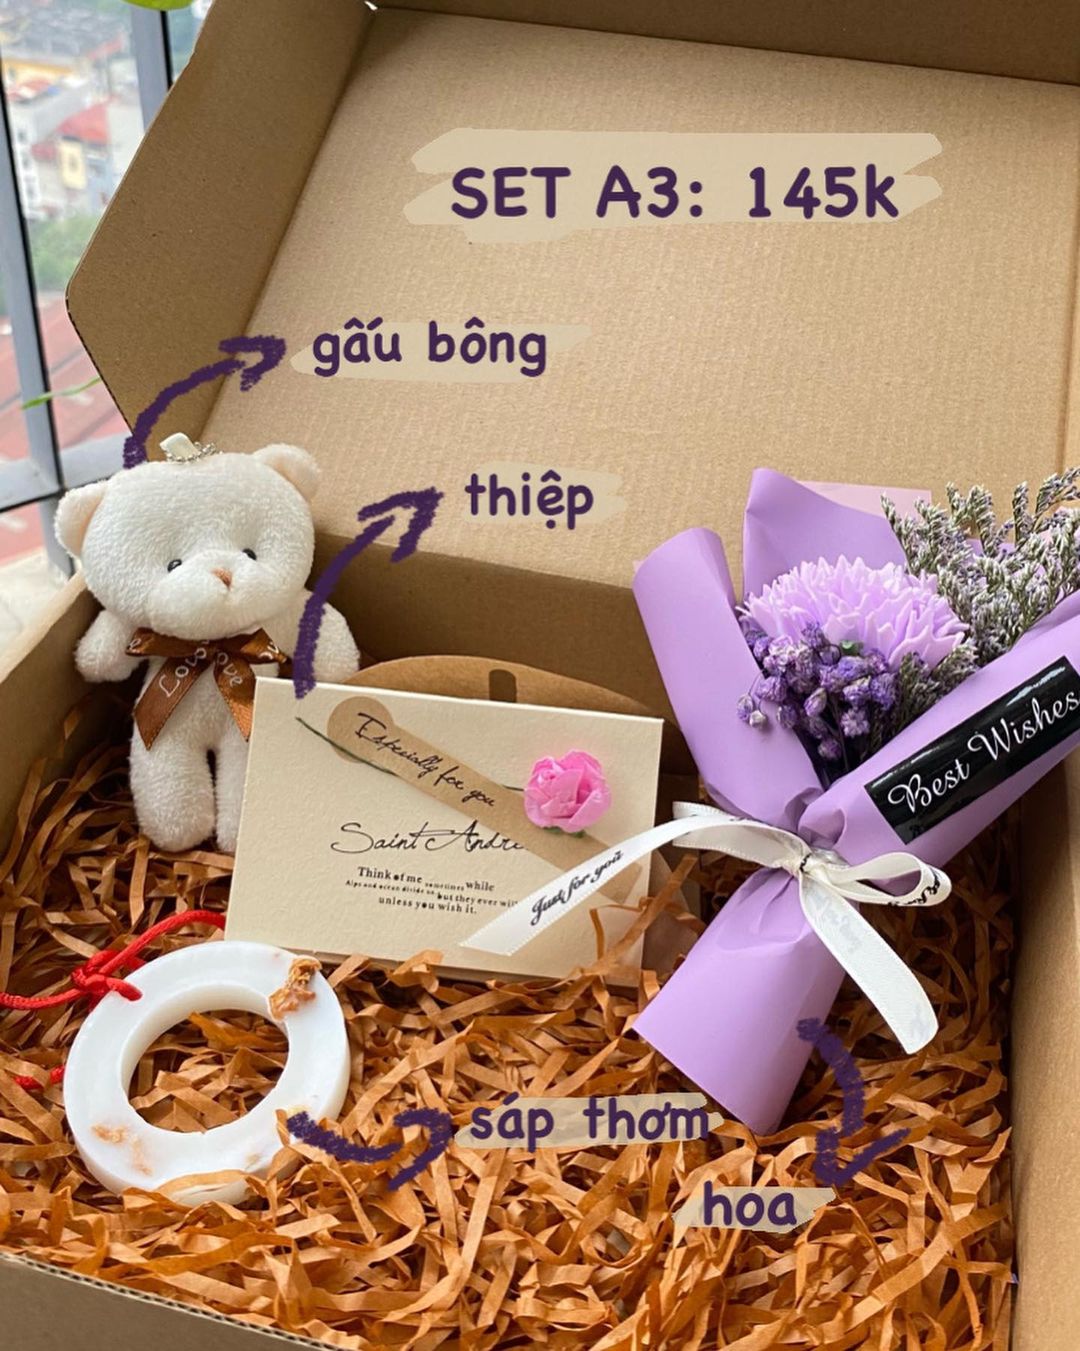 SET A3: 145k
gấu bông
thiệp
Love
Especially for you
Saint Andre
Think of me sometimes while
Alps and ocean divide us but they ever will
unless you wish it.
Just for you
Best Wishes
sáp thơm
hoa